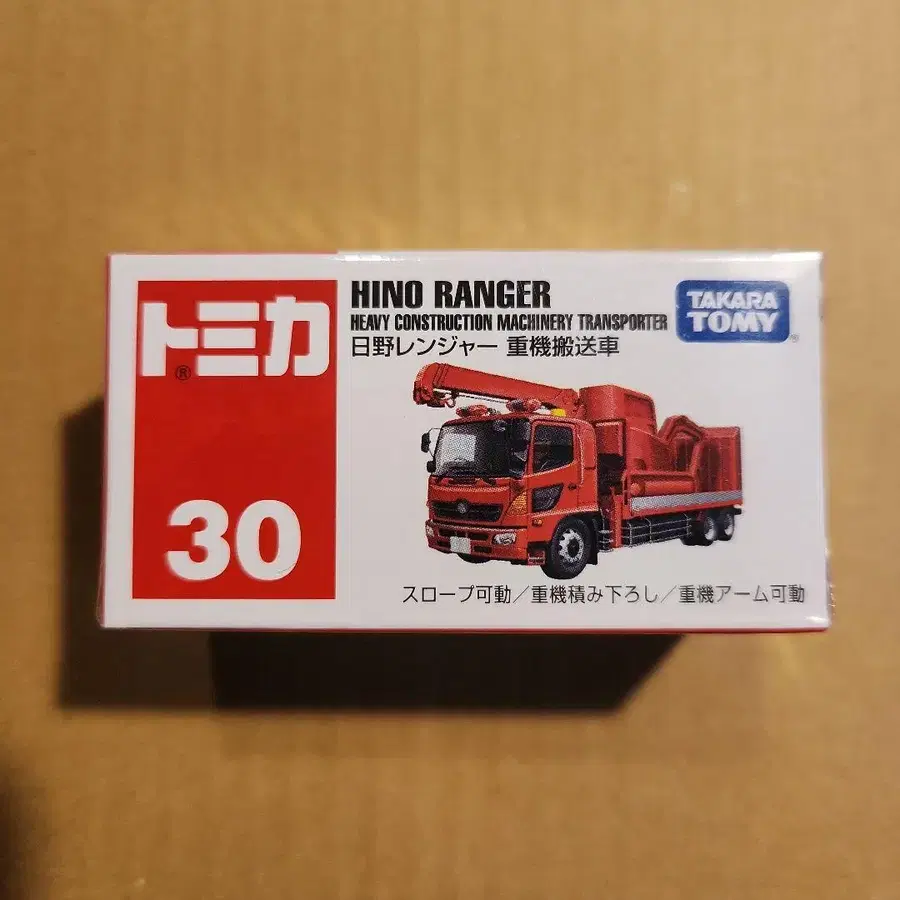 トミカ®
30
HINO RANGER
HEAVY CONSTRUCTION MACHINERY TRANSPORTER
日野レンジャー 重機搬送車
TAKARA
TOMY®
スロープ可動／重機積み下ろし／重機アーム可動